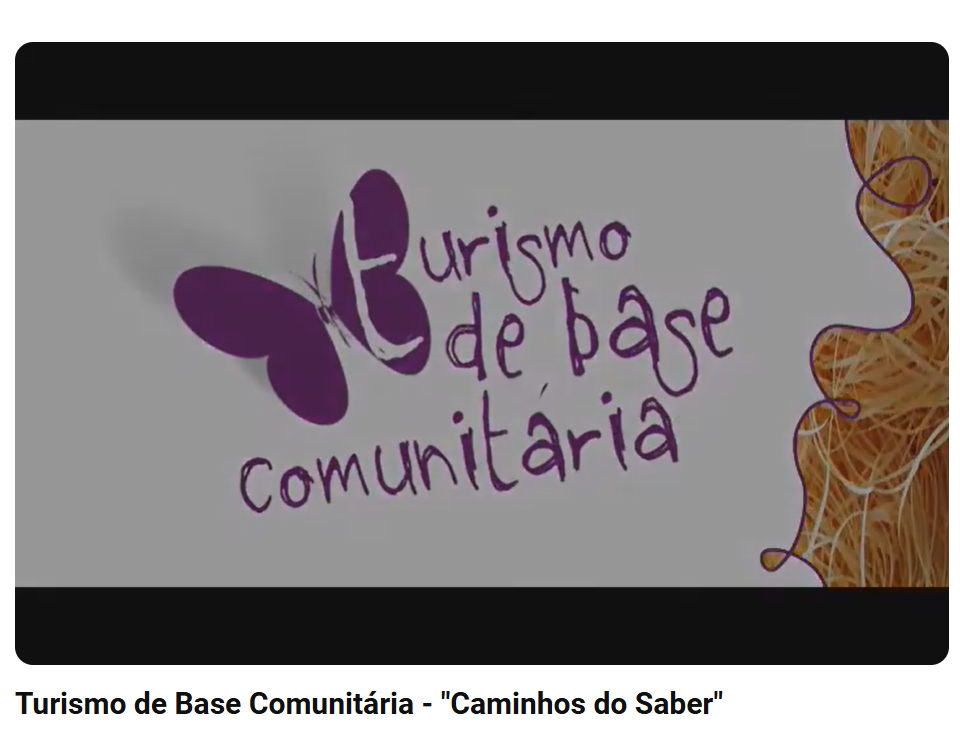 turismo
de base
comunitária
Turismo de Base Comunitária - "Caminhos do Saber"